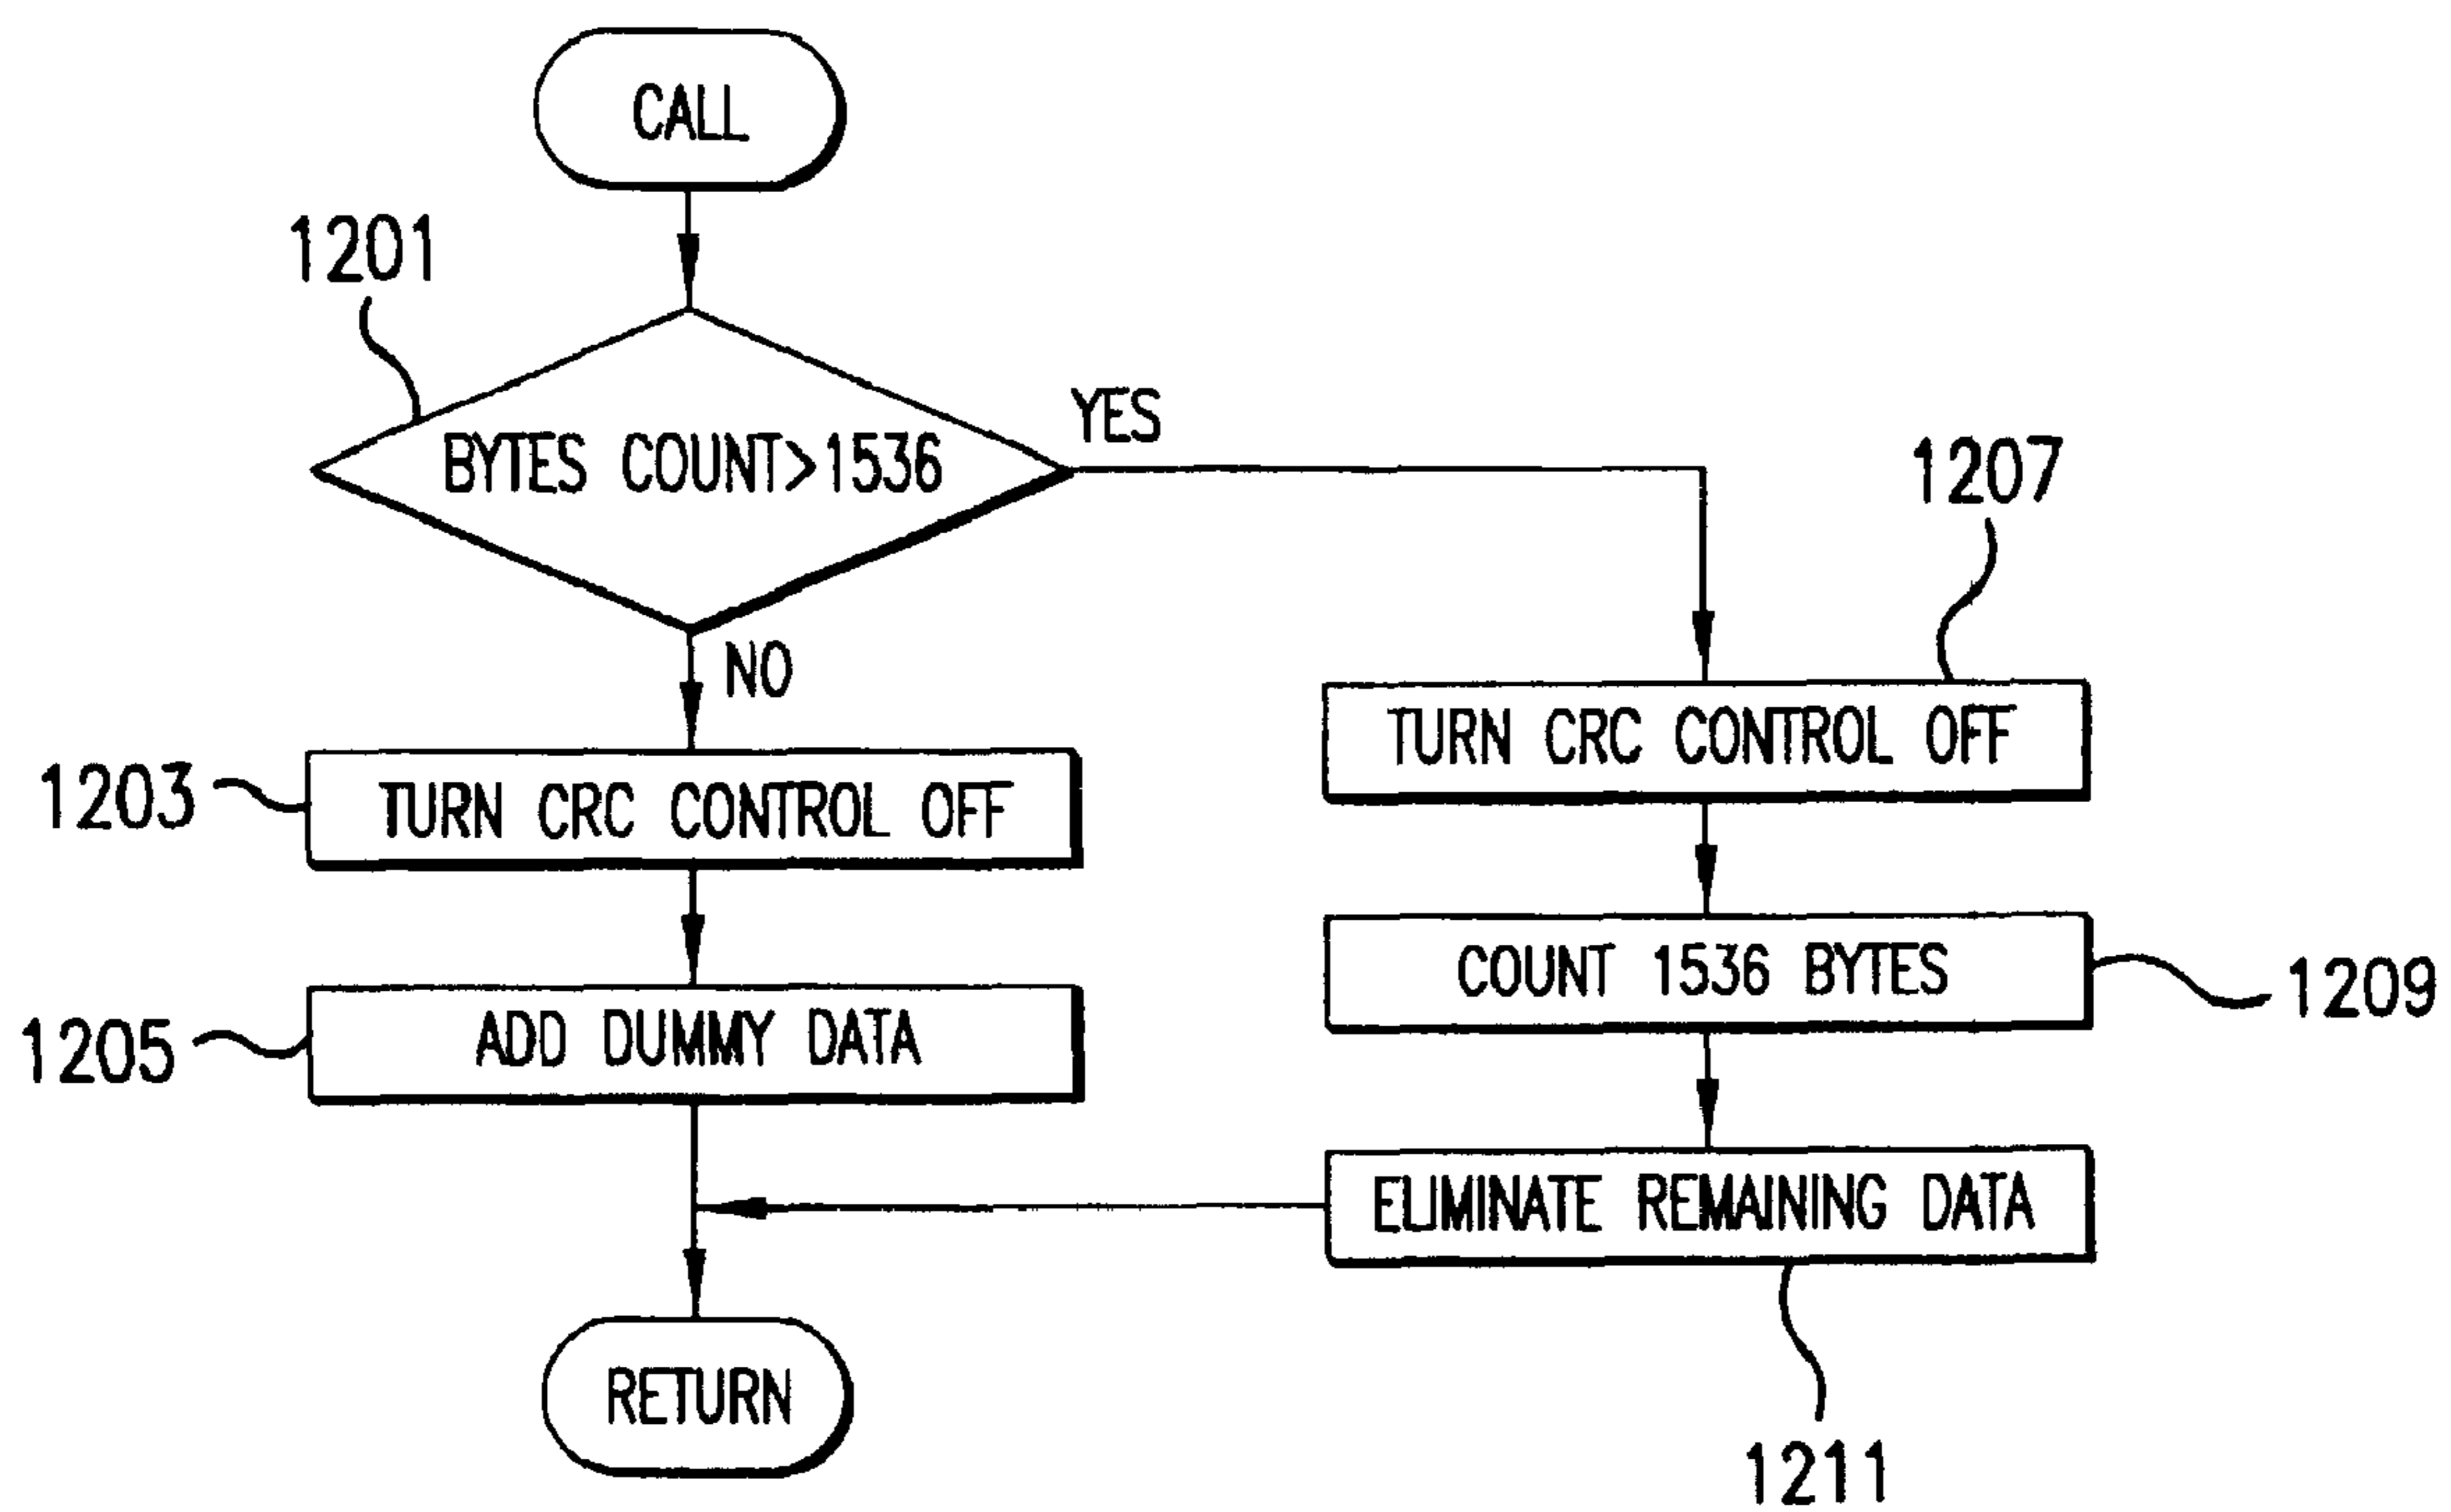 CALL
1201
BYTES COUNT>1536
YES
NO
1207
TURN CRC CONTROL OFF
1203
TURN CRC CONTROL OFF
1205
ADD DUMMY DATA
COUNT 1536 BYTES
1209
ELIMINATE REMAINING DATA
1211
RETURN